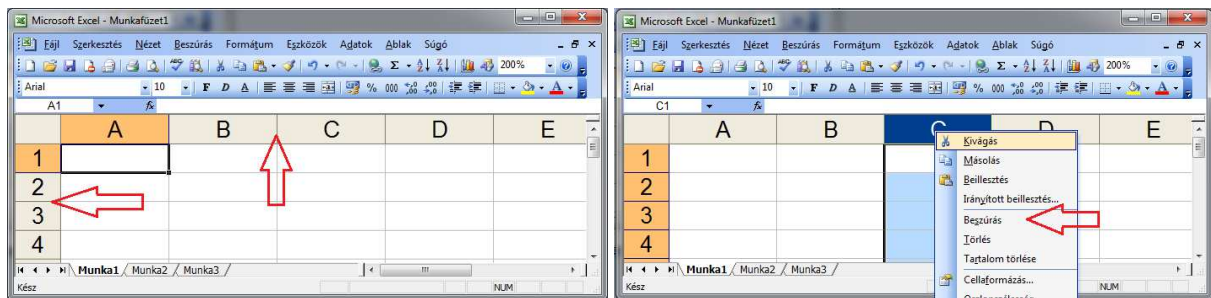 Microsoft Excel - Munkafüzet1
Fájl Szerkesztés Nézet Beszúrás Formátum Eszközök Adatok Ablak Súgó
200%
Arial 10 F D A % 000
A1 fx
A B C D E
1
2
3
4
Munka1 Munka2 Munka3
Kész NUM
Microsoft Excel - Munkafüzet1
Fájl Szerkesztés Nézet Beszúrás Formátum Eszközök Adatok Ablak Súgó
200%
Arial 10 F D A % 000
C1 fx
A B C D E
1
2
3
4
Kivágás
Másolás
Beillesztés
Irányított beillesztés...
Beszúrás
Törlés
Tartalom törlése
Cellaformázás...
Munka1 Munka2 Munka3
Kész NUM